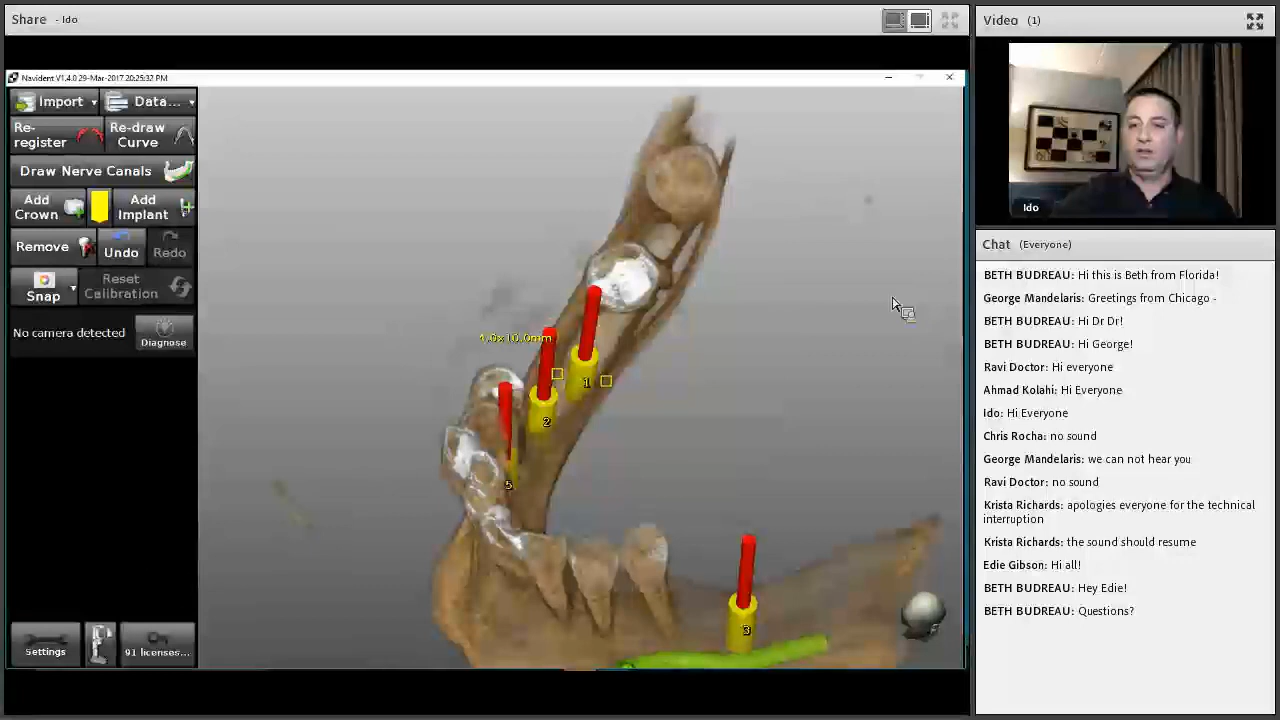 Share - Ido
Navident V1.4.0 29-Mar-2017 20:25:32 PM
Import
Data...
Re-register
Re-draw Curve
Draw Nerve Canals
Add Crown
Add Implant
Remove
Undo
Redo
Snap
Reset Calibration
No camera detected
Diagnose
Settings
91 licenses...
4.0x10.0mm
1
2
5
3
Video (1)
Ido
Chat (Everyone)
BETH BUDREAU: Hi this is Beth from Florida!
George Mandelaris: Greetings from Chicago -
BETH BUDREAU: Hi Dr Dr!
BETH BUDREAU: Hi George!
Ravi Doctor: Hi everyone
Ahmad Kolahi: Hi Everyone
Ido: Hi Everyone
Chris Rocha: no sound
George Mandelaris: we can not hear you
Ravi Doctor: no sound
Krista Richards: apologies everyone for the technical
interruption
Krista Richards: the sound should resume
Edie Gibson: Hi all!
BETH BUDREAU: Hey Edie!
BETH BUDREAU: Questions?